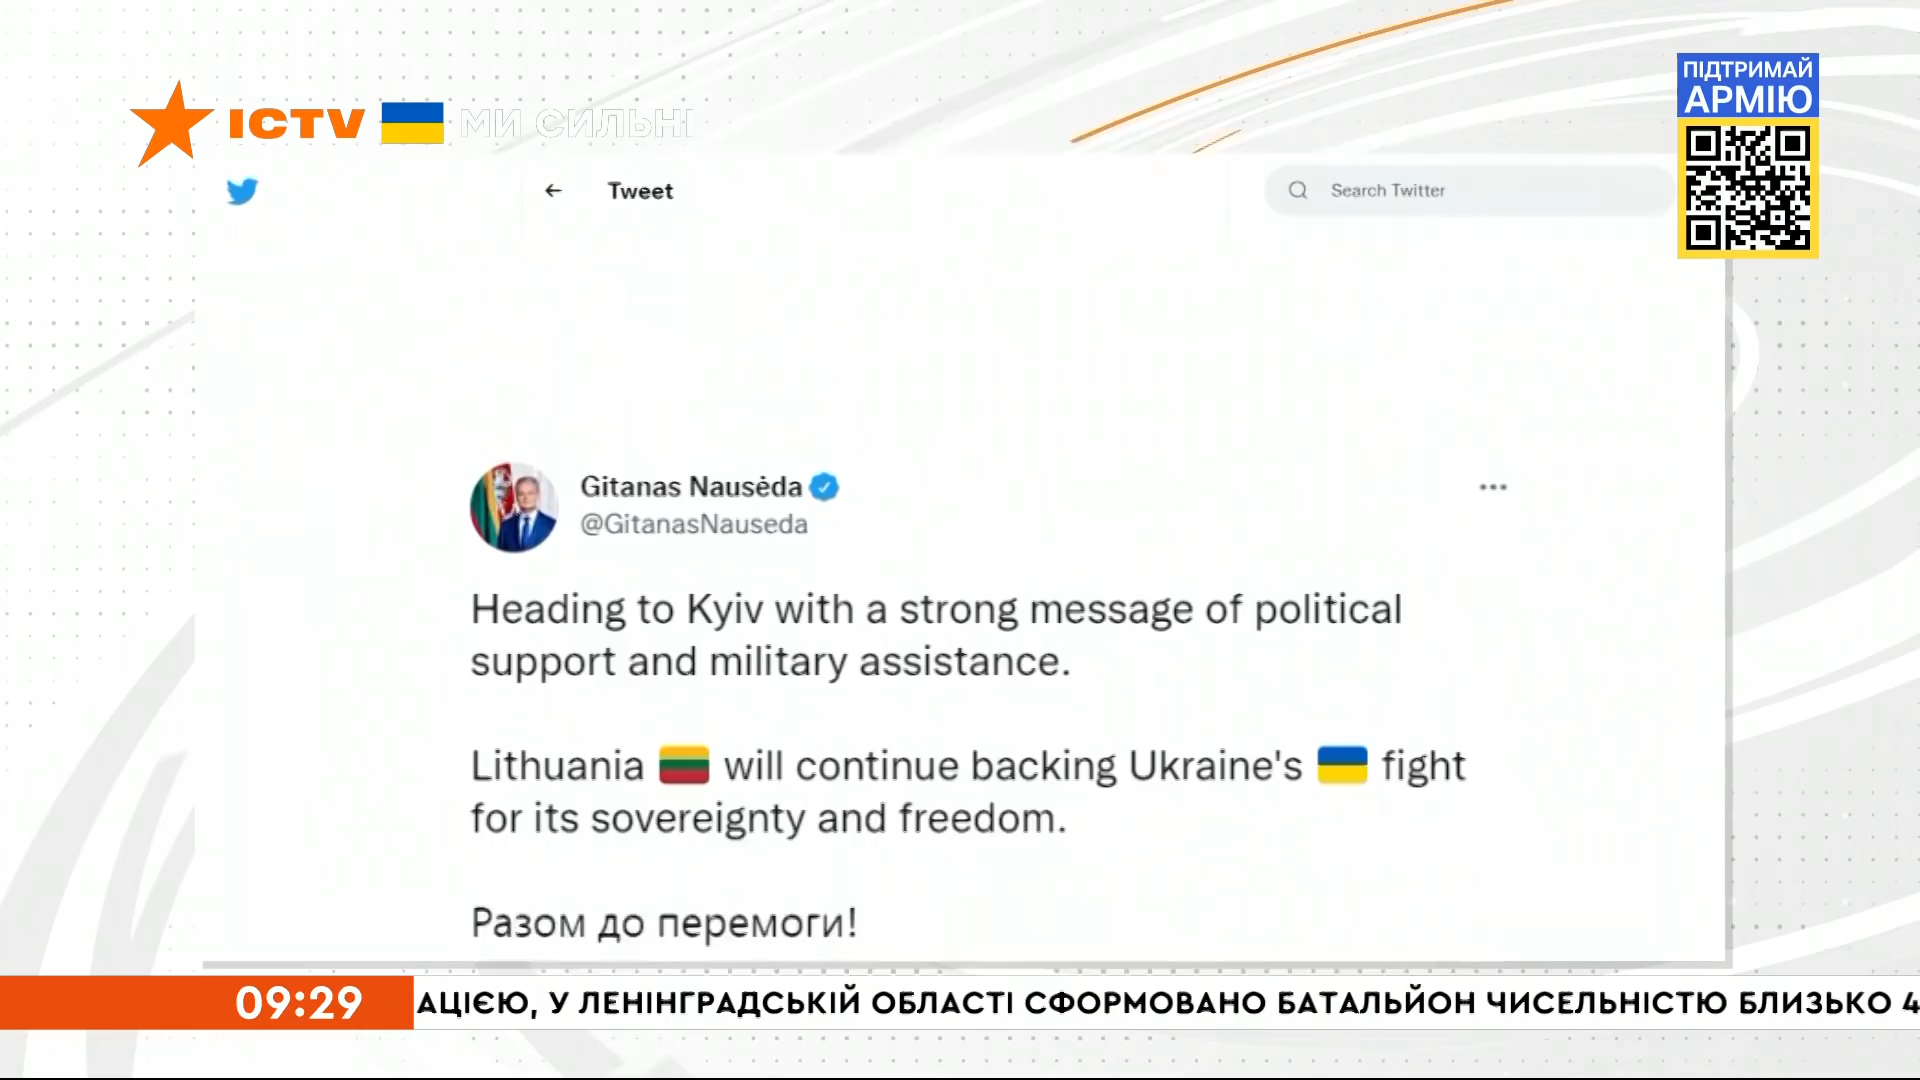 ICTV МИ СИЛЬНІ
ПІДТРИМАЙ
АРМІЮ
Tweet
Search Twitter
Gitanas Nausėda
@GitanasNauseda
Heading to Kyiv with a strong message of political
support and military assistance.
Lithuania 🇱🇹 will continue backing Ukraine's 🇺🇦 fight
for its sovereignty and freedom.
Разом до перемоги!
09:29
АЦІЄЮ, У ЛЕНІНГРАДСЬКІЙ ОБЛАСТІ СФОРМОВАНО БАТАЛЬЙОН ЧИСЕЛЬНІСТЮ БЛИЗЬКО 4